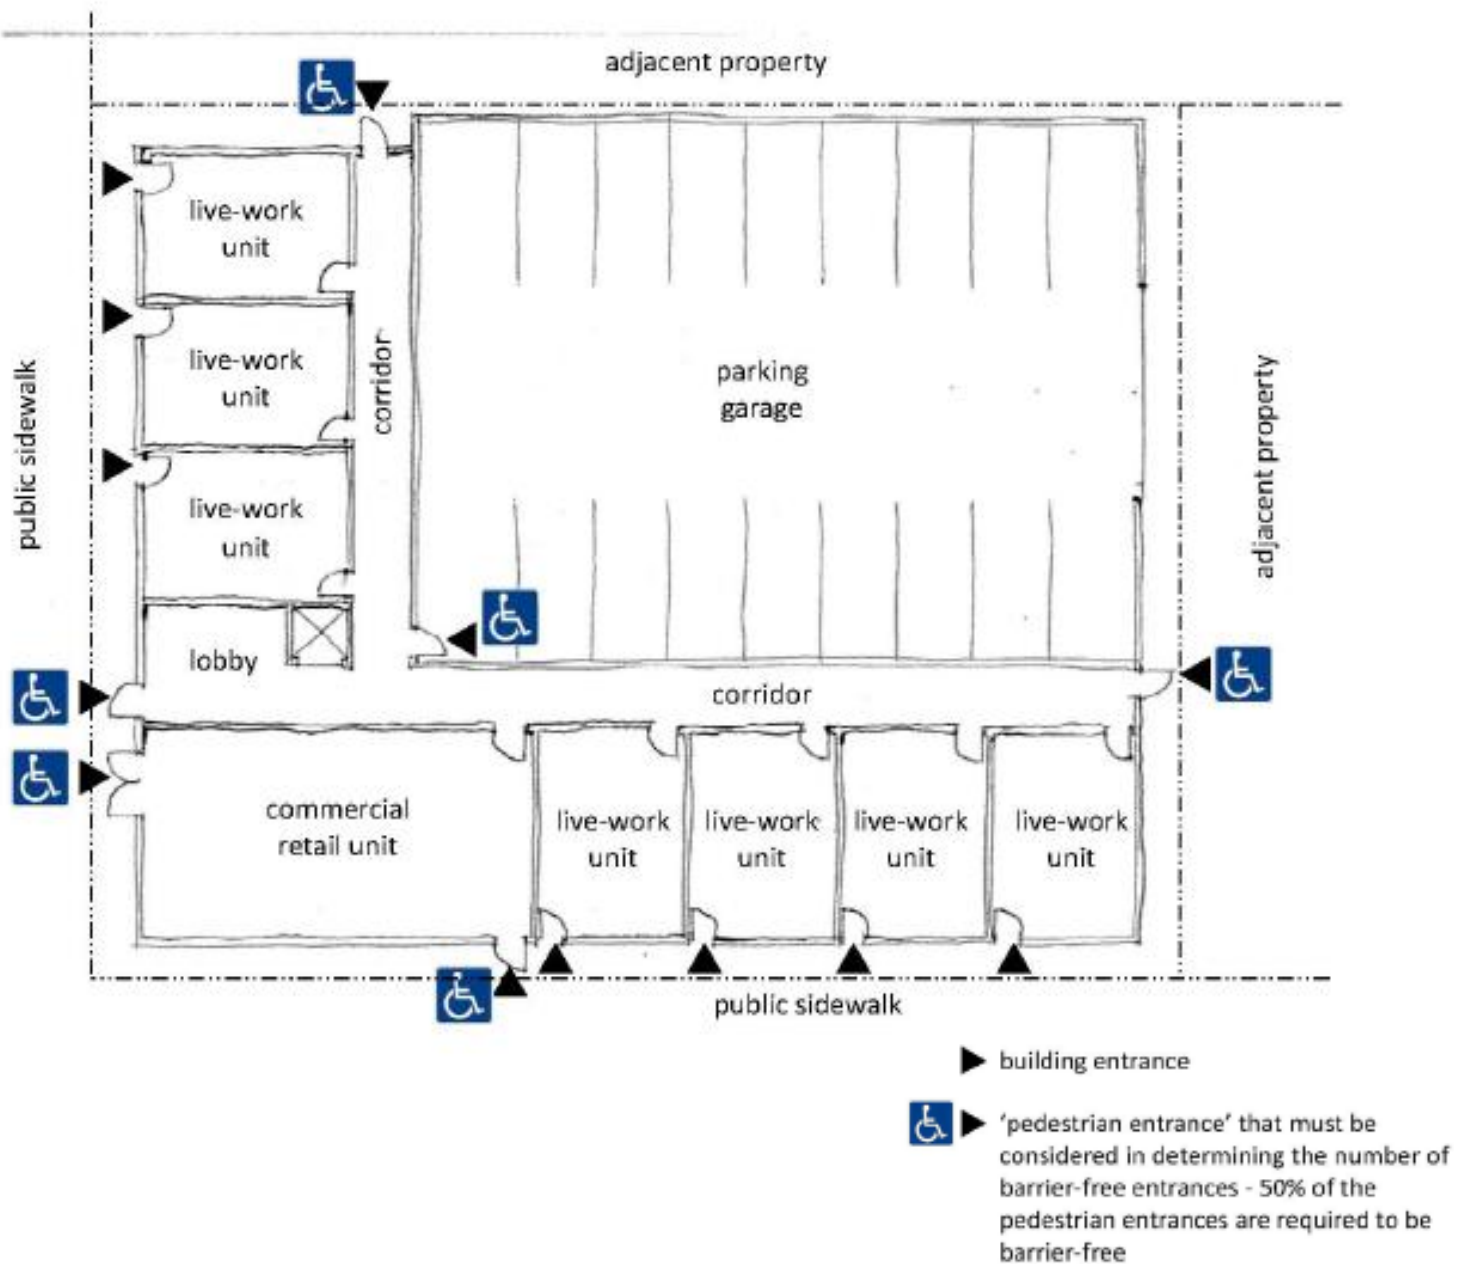 adjacent property
live-work
unit
live-work
unit
corridor
parking
garage
public sidewalk
adjacent property
live-work
unit
lobby
corridor
commercial
retail unit
live-work
unit
live-work
unit
live-work
unit
live-work
unit
public sidewalk
building entrance
‘pedestrian entrance’ that must be
considered in determining the number of
barrier-free entrances - 50% of the
pedestrian entrances are required to be
barrier-free